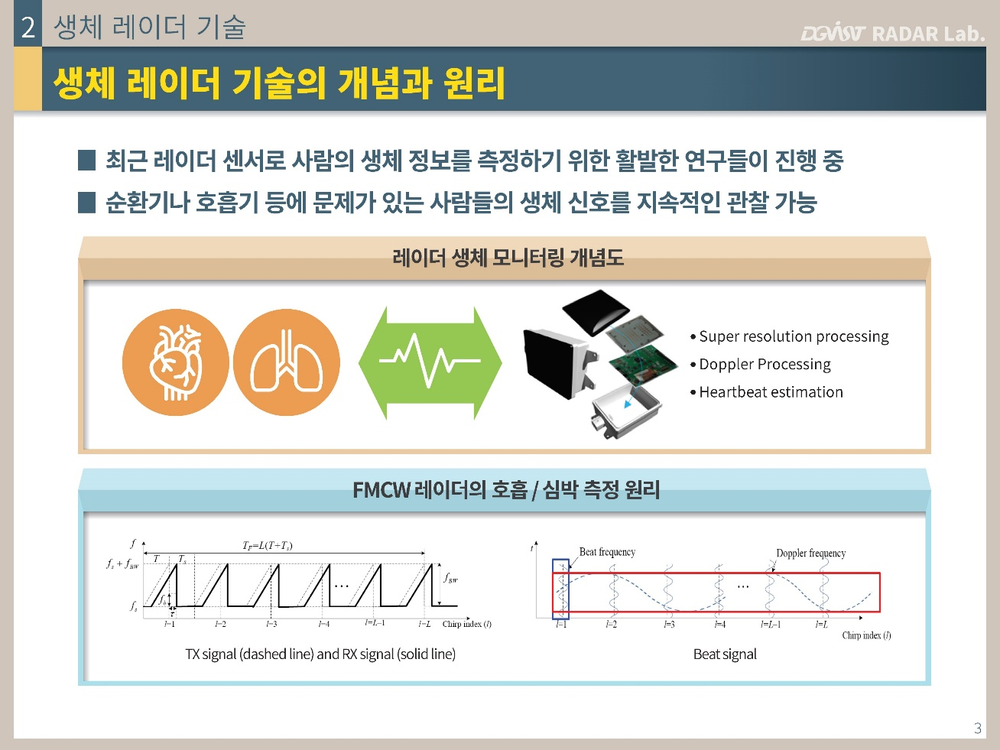 2 생체 레이더 기술
DGIST RADAR Lab.
생체 레이더 기술의 개념과 원리
■ 최근 레이더 센서로 사람의 생체 정보를 측정하기 위한 활발한 연구들이 진행 중
■ 순환기나 호흡기 등에 문제가 있는 사람들의 생체 신호를 지속적인 관찰 가능
레이더 생체 모니터링 개념도
• Super resolution processing
• Doppler Processing
• Heartbeat estimation
FMCW 레이더의 호흡 / 심박 측정 원리
f
T_F=L(T+T_s)
T T_s
f_s + f_BW
f_BW
...
f_b
f_s
τ
l=1 l=2 l=3 l=4 l=L−1 l=L Chirp index (l)
TX signal (dashed line) and RX signal (solid line)
t
Beat frequency
Doppler frequency
...
l=1 l=2 l=3 l=4 l=L−1 l=L
Chirp index (l)
Beat signal
3